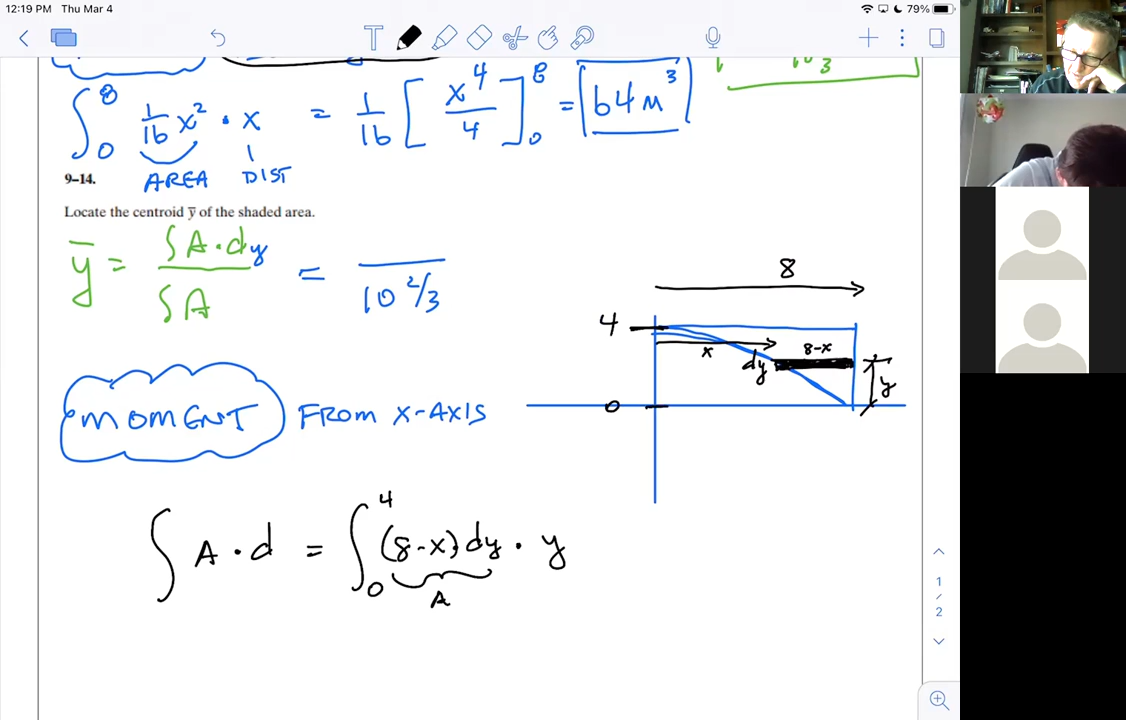 12:19 PM Thu Mar 4
79%
T
∫₀⁸ 1/16 x² · x = 1/16 [ x⁴/4 ]₀⁸ = 64 M³
AREA DIST
9–14.
Locate the centroid ȳ of the shaded area.
ȳ = ∫A·dy / ∫A = / 10 2/3
8
4
x
8-x
dy
y
0
MOMENT FROM X-AXIS
∫ A·d = ∫₀⁴ (8-x) dy · y
A
1
/
2